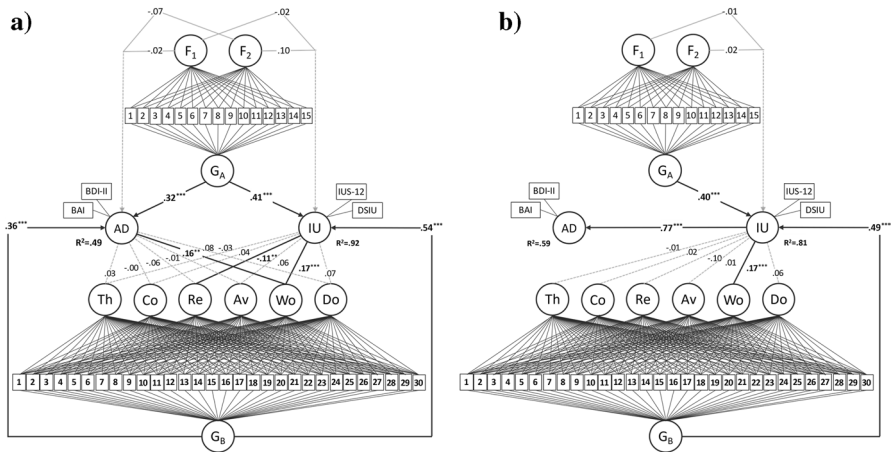 a)
-.07
-.02
-.02
F1
F2
.10
1 2 3 4 5 6 7 8 9 10 11 12 13 14 15
GA
.32***
.41***
BDI-II
BAI
IUS-12
DSIU
.36***
AD
IU
.54***
R²=.49
R²=.92
.03
-.00
-.06
-.01
.16**
.08
-.03
.04
-.11**
.06
.17***
.07
Th
Co
Re
Av
Wo
Do
1 2 3 4 5 6 7 8 9 10 11 12 13 14 15 16 17 18 19 20 21 22 23 24 25 26 27 28 29 30
GB
b)
-.01
F1
F2
.02
1 2 3 4 5 6 7 8 9 10 11 12 13 14 15
GA
.40***
BDI-II
BAI
IUS-12
DSIU
AD
.77***
IU
.49***
R²=.59
R²=.81
-.01
.02
-.10
.01
.17***
.06
Th
Co
Re
Av
Wo
Do
1 2 3 4 5 6 7 8 9 10 11 12 13 14 15 16 17 18 19 20 21 22 23 24 25 26 27 28 29 30
GB